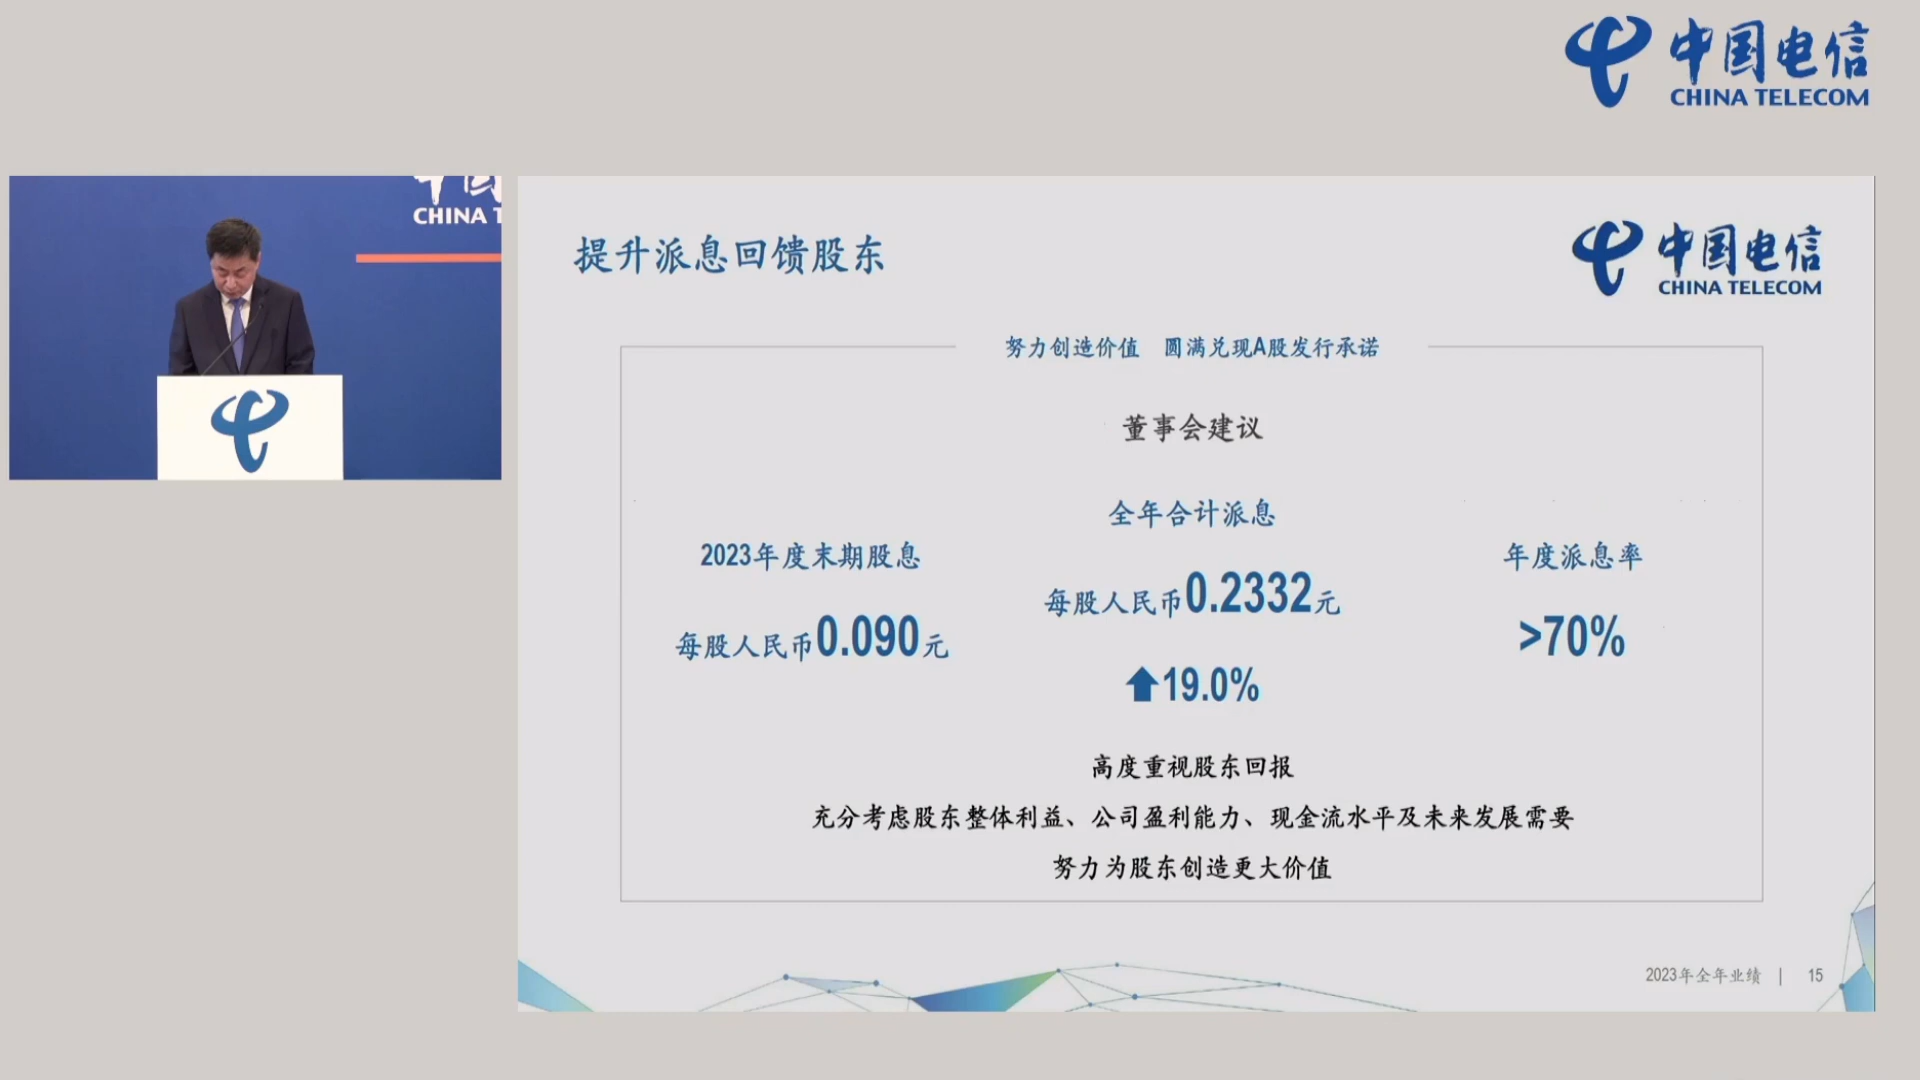 中国电信
CHINA TELECOM
CHINA T
提升派息回馈股东
中国电信
CHINA TELECOM
努力创造价值 圆满兑现A股发行承诺
董事会建议
2023年度末期股息
每股人民币0.090元
全年合计派息
每股人民币0.2332元
19.0%
年度派息率
>70%
高度重视股东回报
充分考虑股东整体利益、公司盈利能力、现金流水平及未来发展需要
努力为股东创造更大价值
2023年全年业绩 | 15